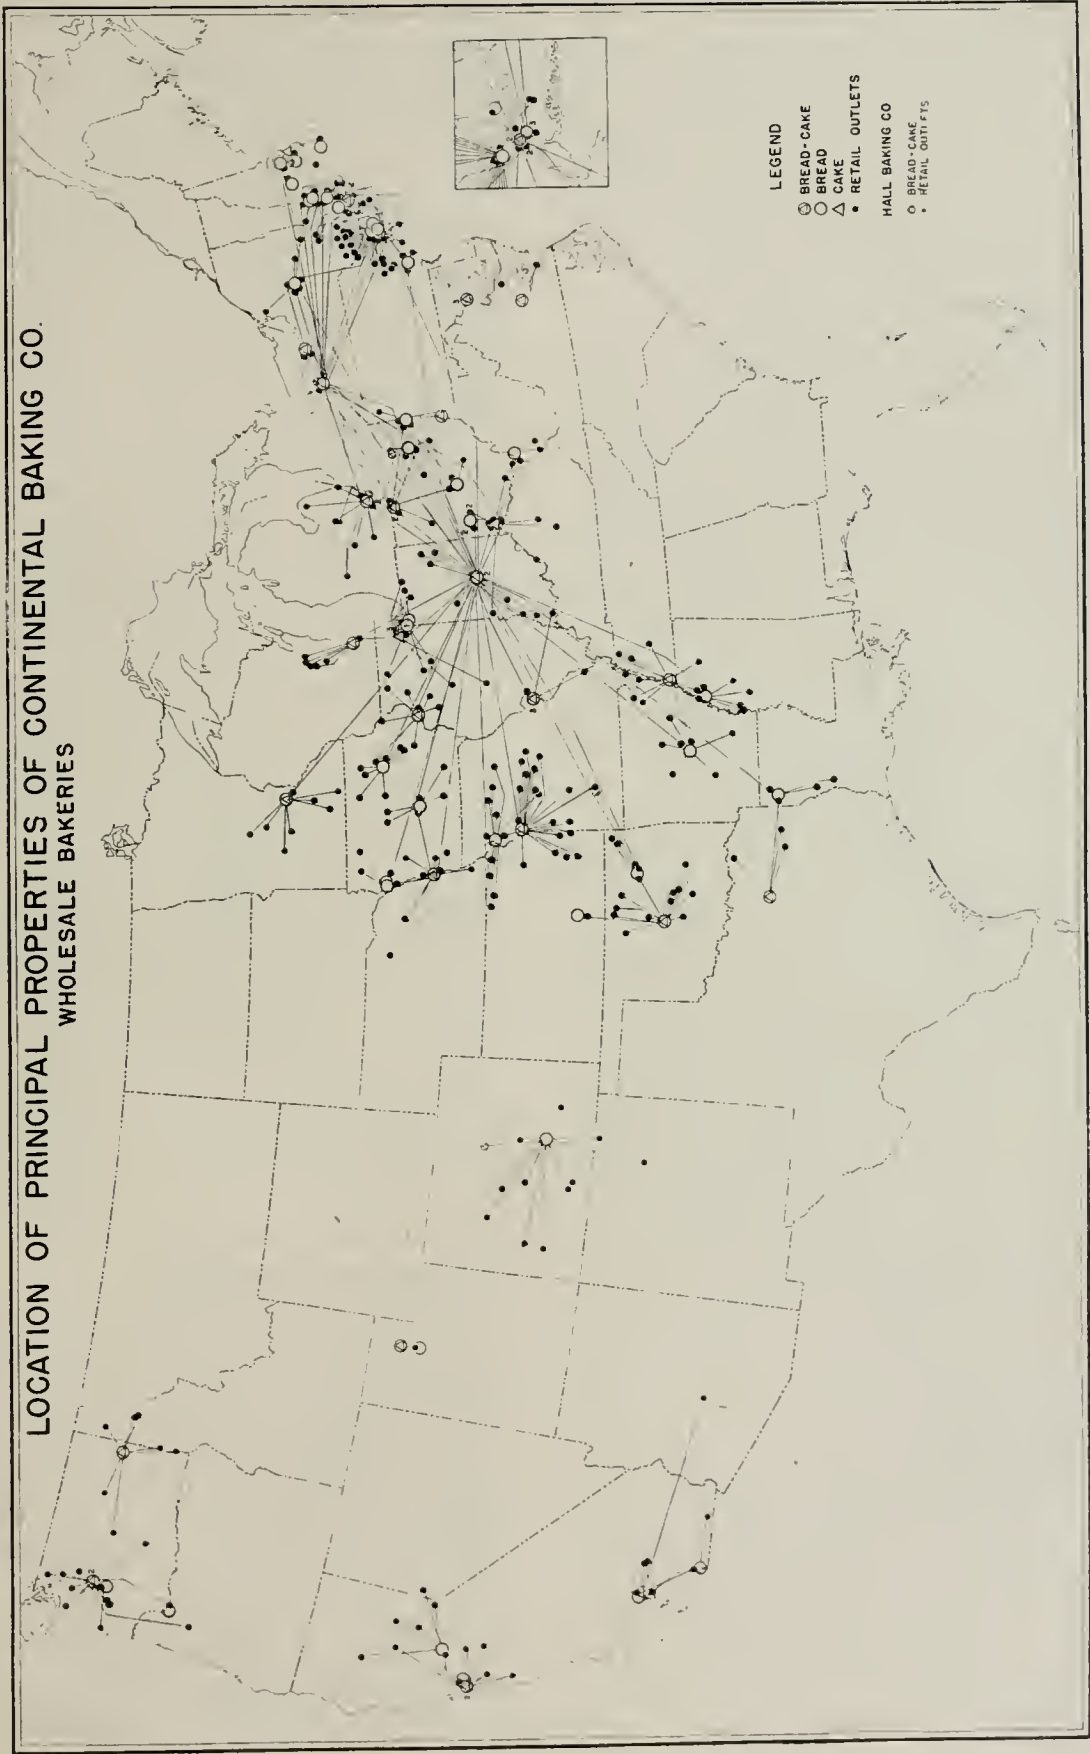 LOCATION OF PRINCIPAL PROPERTIES OF CONTINENTAL BAKING CO.
WHOLESALE BAKERIES
LEGEND
BREAD-CAKE
BREAD
CAKE
RETAIL OUTLETS
HALL BAKING CO
BREAD-CAKE
RETAIL OUTLETS